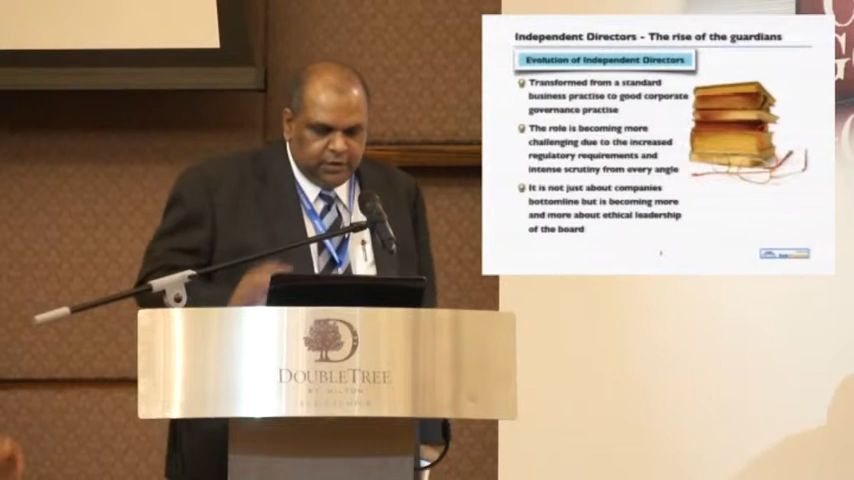 Independent Directors - The rise of the guardians
Evolution of Independent Directors
Transformed from a standard
business practise to good corporate
governance practise
The role is becoming more
challenging due to the increased
regulatory requirements and
intense scrutiny from every angle
It is not just about companies
bottomline but is becoming more
and more about ethical leadership
of the board
D
DOUBLETREE
BY HILTON